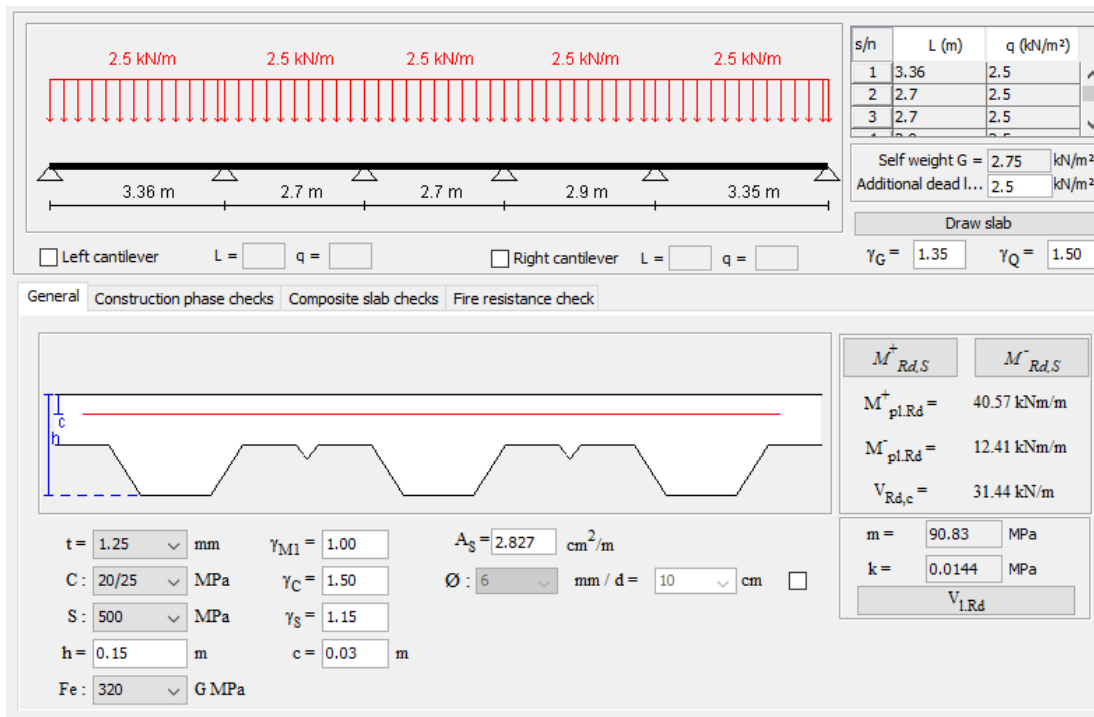 2.5 kN/m 2.5 kN/m 2.5 kN/m 2.5 kN/m 2.5 kN/m
3.36 m 2.7 m 2.7 m 2.9 m 3.35 m
Left cantilever L = q = Right cantilever L = q =
s/n L (m) q (kN/m²)
1 3.36 2.5
2 2.7 2.5
3 2.7 2.5
Self weight G = 2.75 kN/m²
Additional dead l... 2.5 kN/m²
Draw slab
γG = 1.35 γQ = 1.50
General Construction phase checks Composite slab checks Fire resistance check
c
h
t = 1.25 mm γM1 = 1.00 AS = 2.827 cm²/m
C : 20/25 MPa γC = 1.50 Ø : 6 mm / d = 10 cm
S : 500 MPa γS = 1.15
h = 0.15 m c = 0.03 m
Fe : 320 G MPa
M+Rd,S M-Rd,S
M+pl.Rd = 40.57 kNm/m
M-pl.Rd = 12.41 kNm/m
VRd,c = 31.44 kN/m
m = 90.83 MPa
k = 0.0144 MPa
Vl.Rd